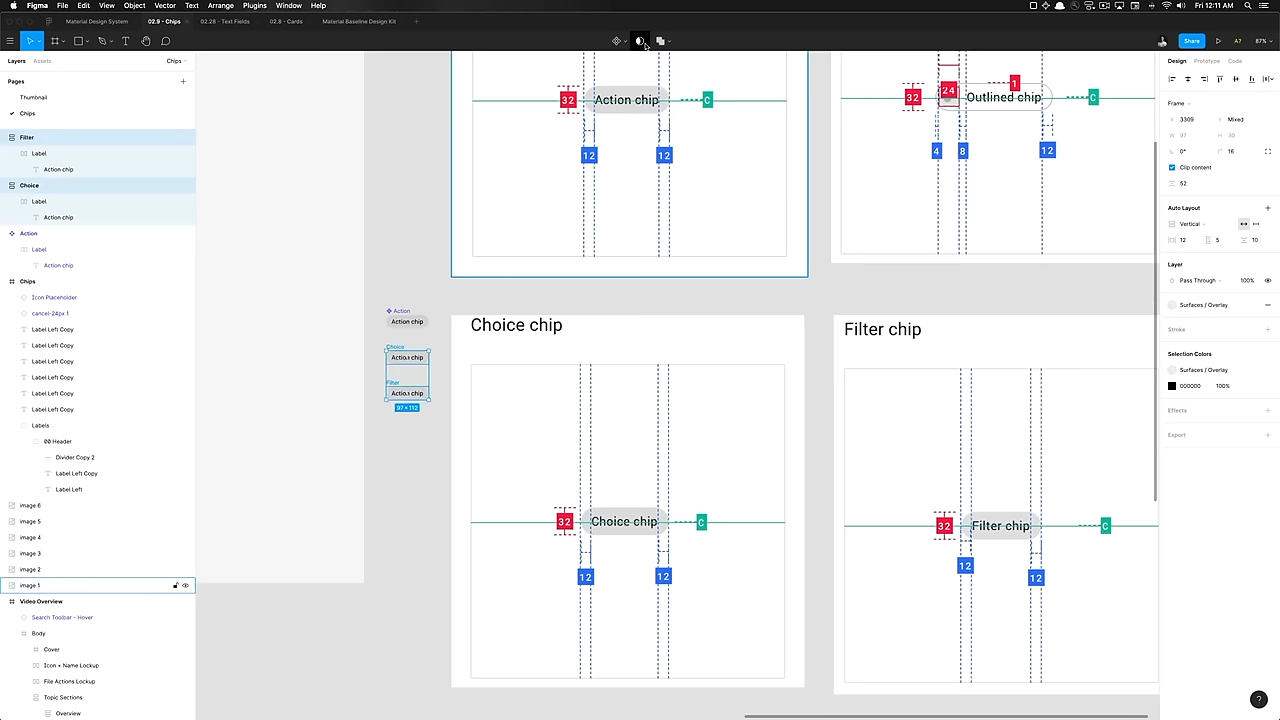 Figma File Edit View Object Vector Text Arrange Plugins Window Help Fri 12:11 AM
Material Design System 02.9 - Chips 02.28 - Text Fields 02.8 - Cards Material Baseline Design Kit
Share A? 87%
Layers Assets Chips
Design Prototype Code
Pages
Thumbnail
Chips
Filter
Label
Action chip
Choice
Label
Action chip
Action
Label
Action chip
Chips
Icon Placeholder
cancel-24px 1
Label Left Copy
Label Left Copy
Label Left Copy
Label Left Copy
Label Left Copy
Label Left Copy
Labels
00 Header
Divider Copy 2
Label Left Copy
Label Left
image 6
image 5
image 4
image 3
image 2
image 1
Video Overview
Search Toolbar - Hover
Body
Cover
Icon + Name Lockup
File Actions Lockup
Topic Sections
Overview
32 Action chip C
12 12
24 1
32 Outlined chip C
4 8 12
Action
Action chip
Choice
Action chip
Filter
Action chip
97 × 112
Choice chip
32 Choice chip C
12 12
Filter chip
32 Filter chip C
12 12
Frame
X 3309 Y Mixed
W 97 H 30
0° 16
Clip content
52
Auto Layout
Vertical
12 5 10
Layer
Pass Through 100%
Surfaces / Overlay
Stroke
Selection Colors
Surfaces / Overlay
000000 100%
Effects
Export
?